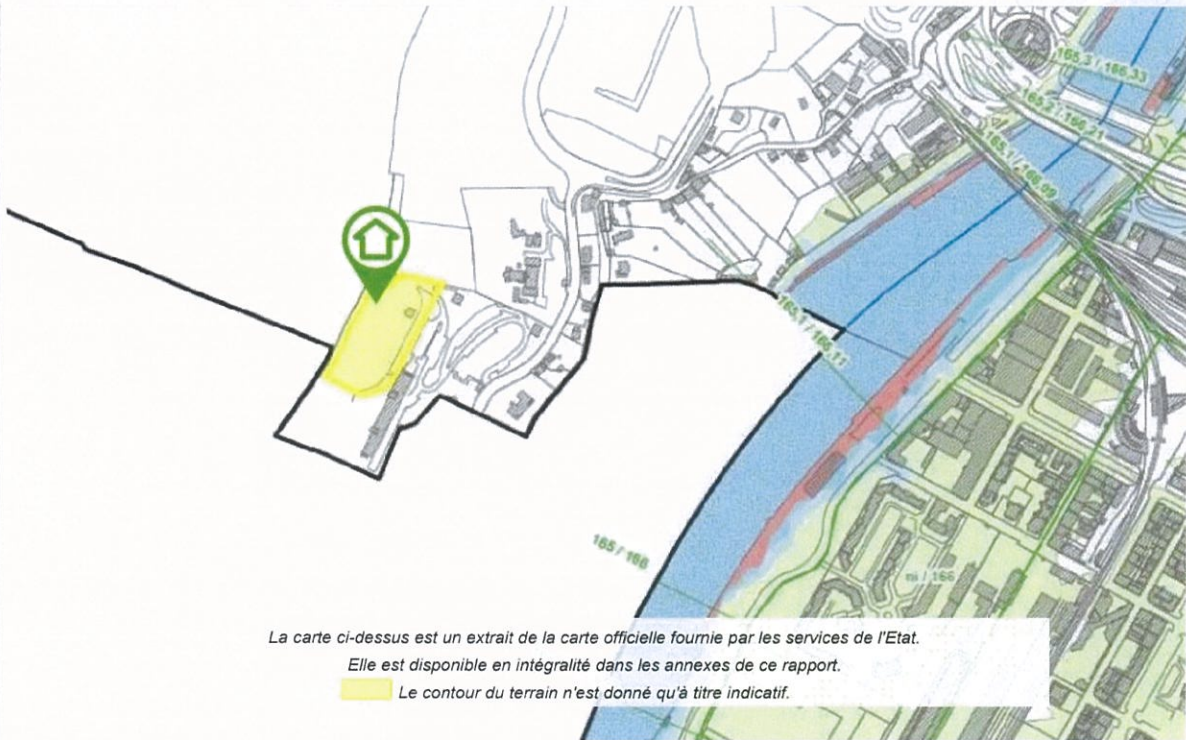 165,3 / 166,33
165,2 / 166,21
165,1 / 166,09
165,1 / 166,11
165 / 166
ni / 166
La carte ci-dessus est un extrait de la carte officielle fournie par les services de l'Etat.
Elle est disponible en intégralité dans les annexes de ce rapport.
Le contour du terrain n'est donné qu'à titre indicatif.